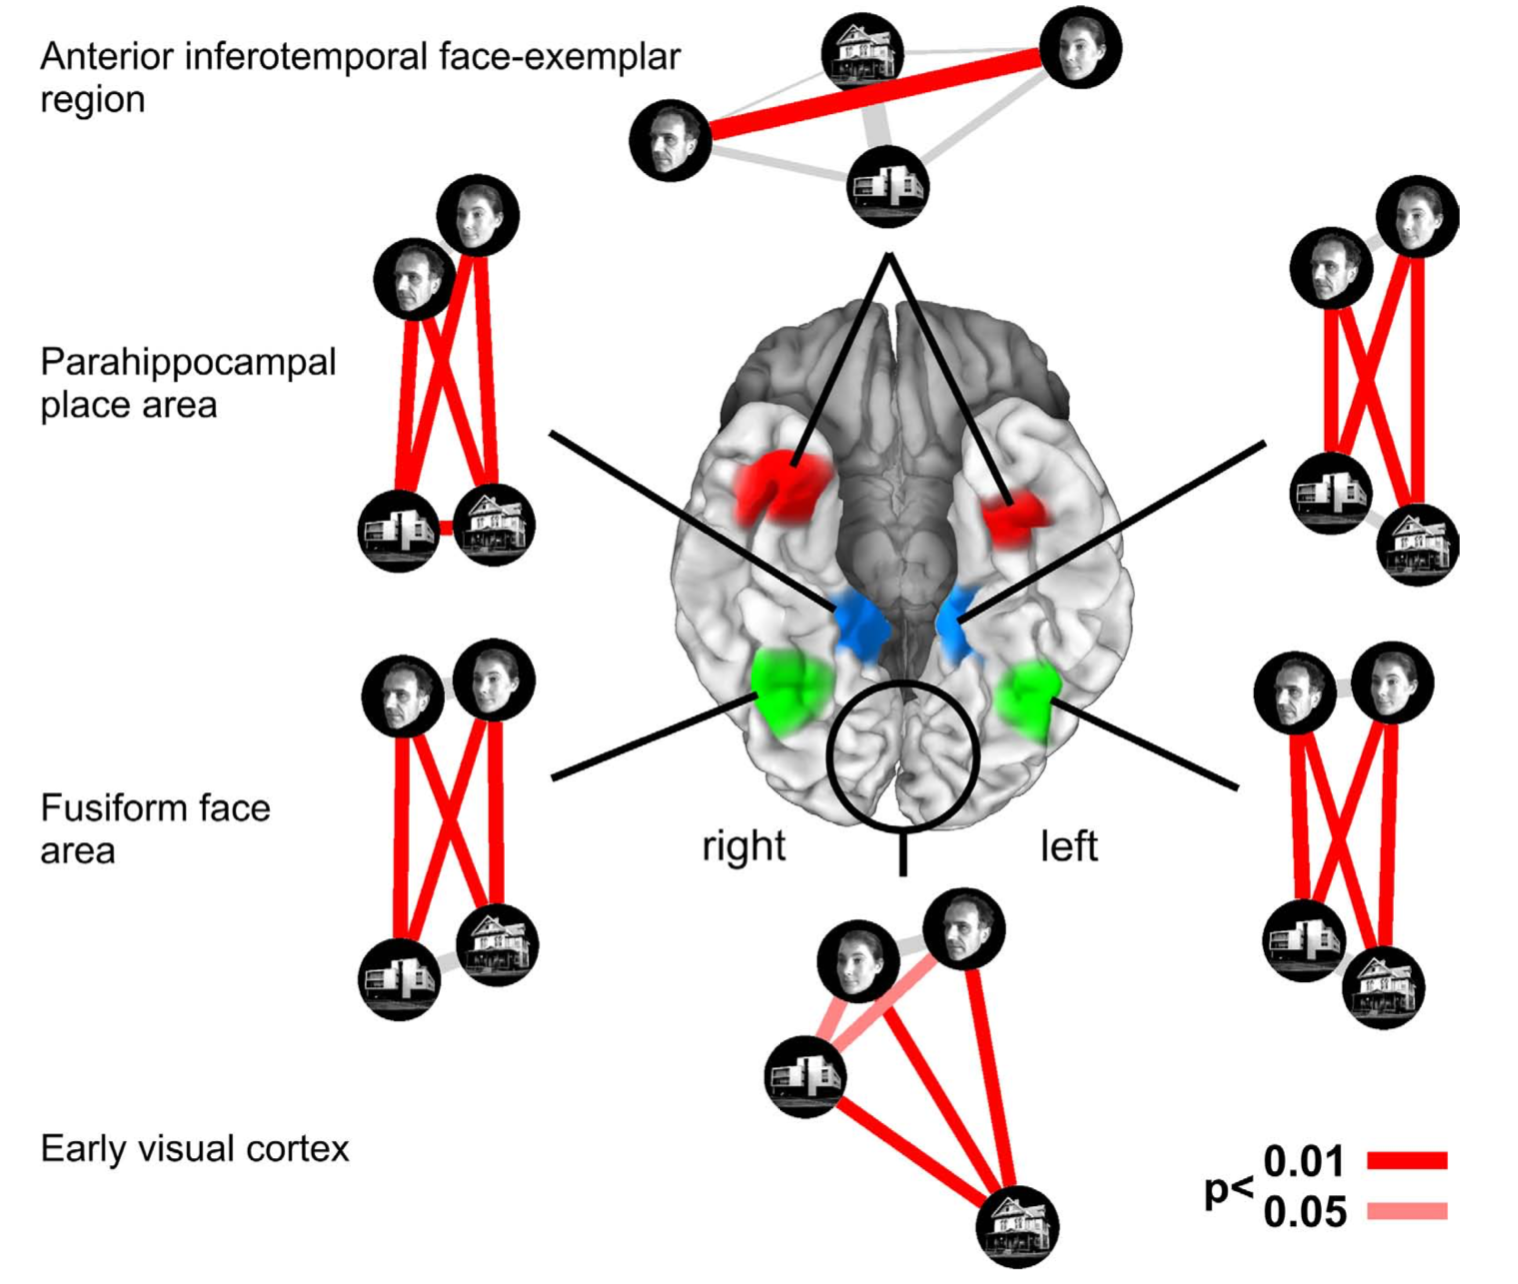 Anterior inferotemporal face-exemplar
region
Parahippocampal
place area
Fusiform face
area
right
left
Early visual cortex
p<
0.01
0.05